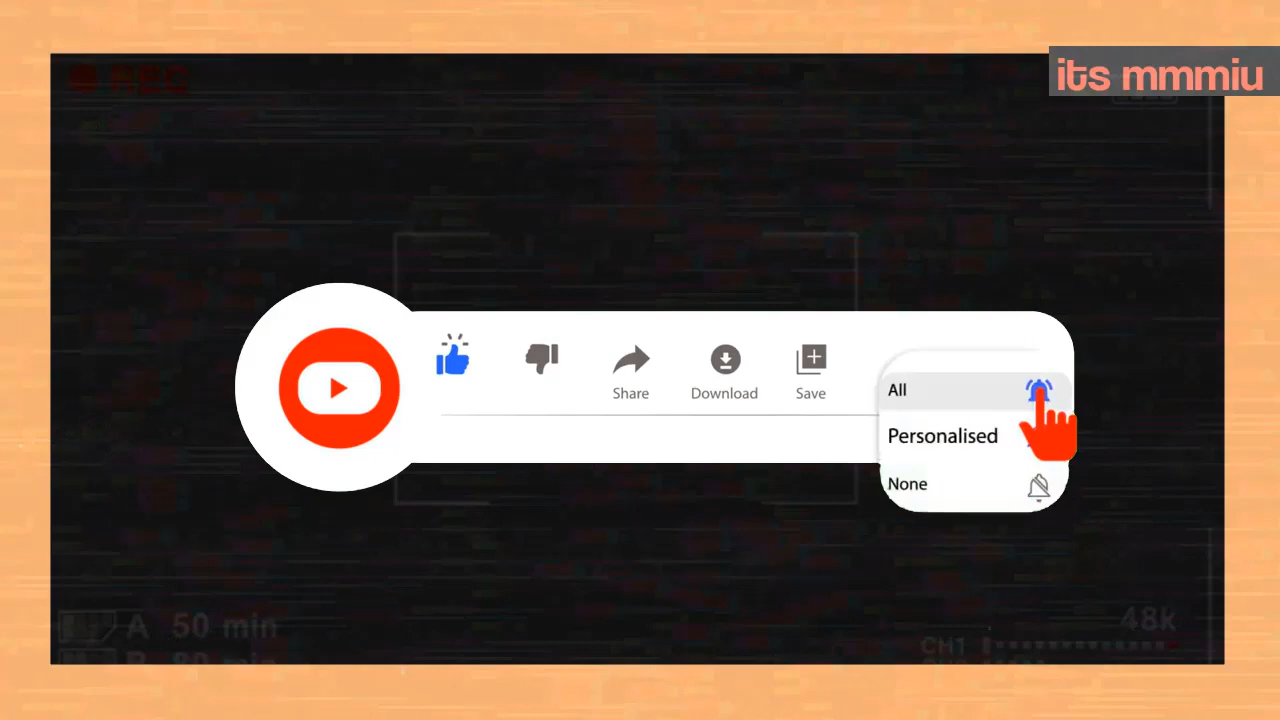 REC
its mmmiu
Share
Download
Save
All
Personalised
None
A 50 min
48k
CH1